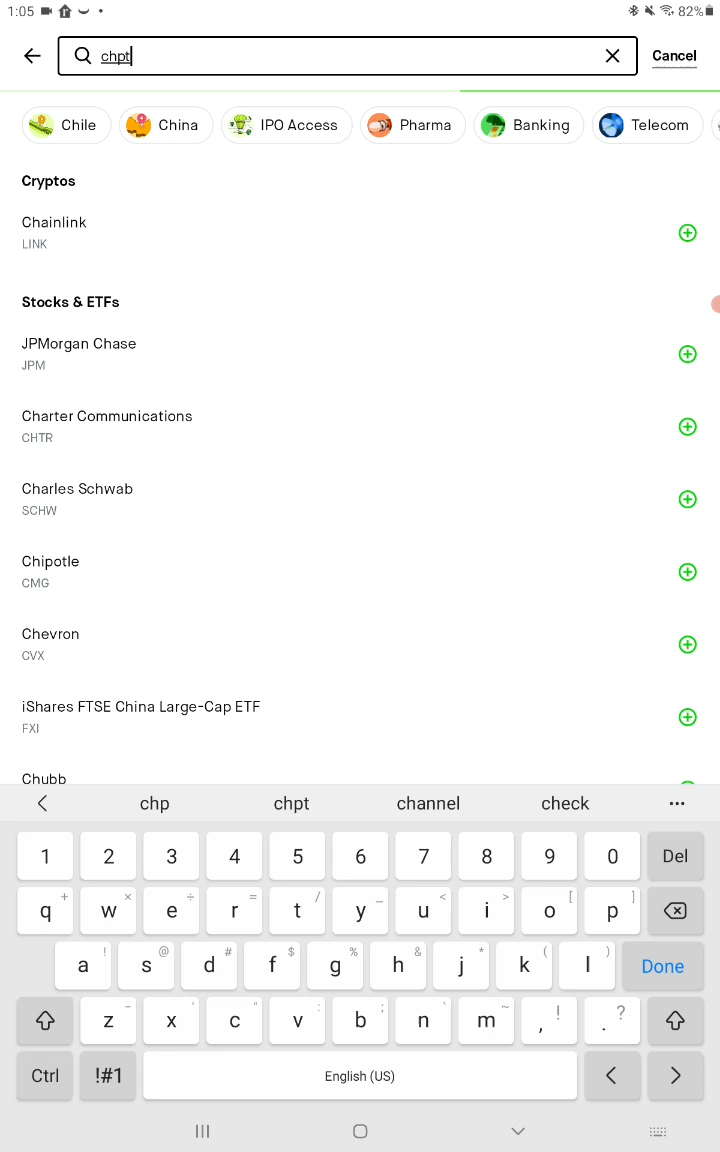 1:05 82%
chpt Cancel
Chile China IPO Access Pharma Banking Telecom
Cryptos
Chainlink
LINK
Stocks & ETFs
JPMorgan Chase
JPM
Charter Communications
CHTR
Charles Schwab
SCHW
Chipotle
CMG
Chevron
CVX
iShares FTSE China Large-Cap ETF
FXI
Chubb
chp chpt channel check ...
1 2 3 4 5 6 7 8 9 0 Del
+ × ÷ = / _ < > [ ]
q w e r t y u i o p
! @ # $ % & * ( )
a s d f g h j k l Done
- ' " : ; ` ~ ! ?
z x c v b n m , .
Ctrl !#1 English (US) < >